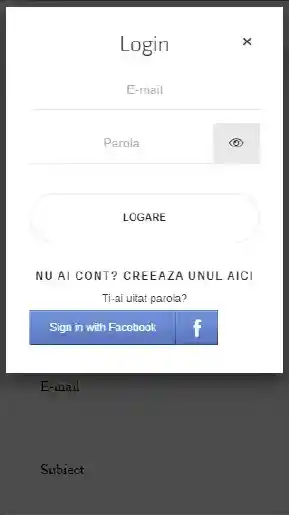 Login ×
E-mail
Parola
LOGARE
NU AI CONT? CREEAZA UNUL AICI
Ti-ai uitat parola?
Sign in with Facebook f
E-mail
Subiect